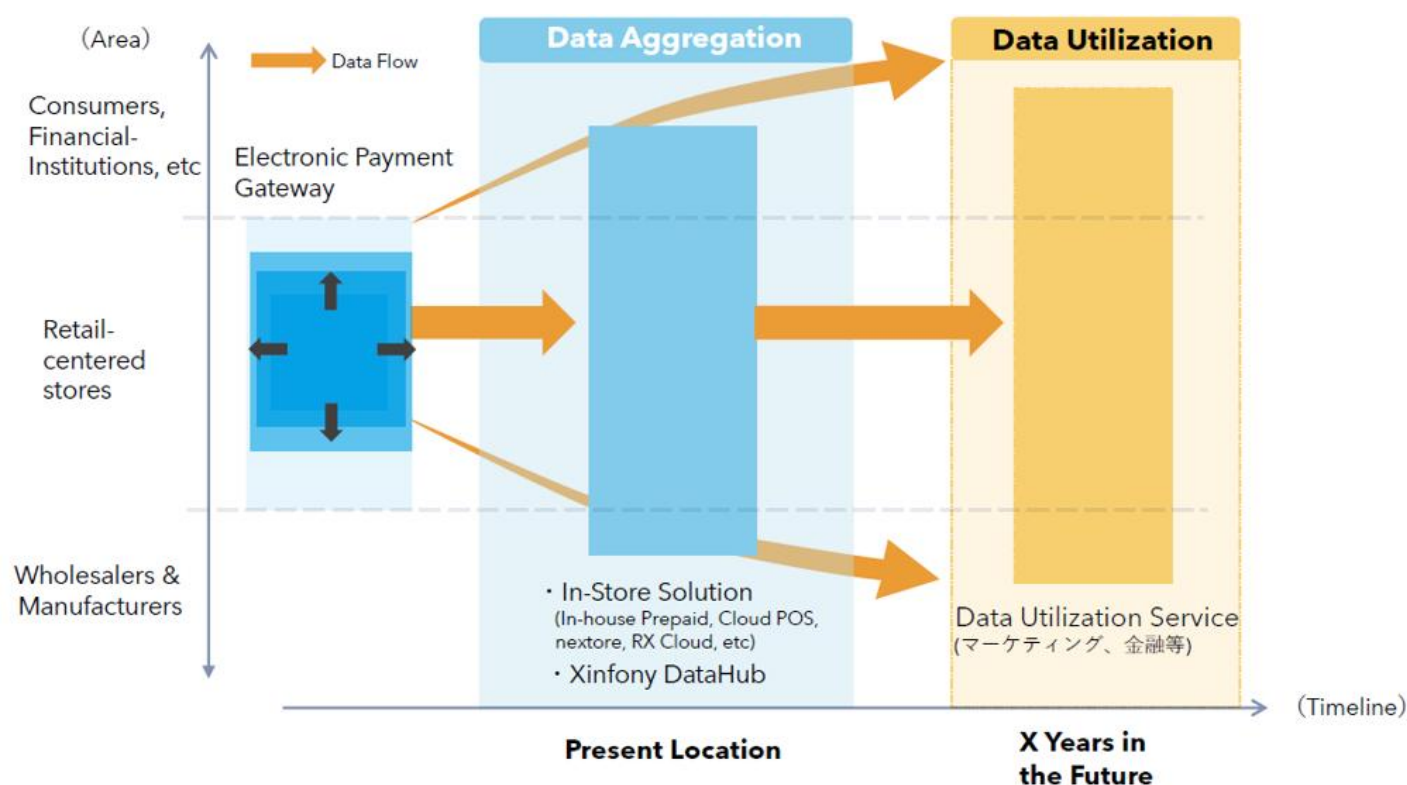 （Area）
Data Flow
Data Aggregation
Data Utilization
Consumers,
Financial-
Institutions, etc
Electronic Payment
Gateway
Retail-
centered
stores
Wholesalers &
Manufacturers
・In-Store Solution
(In-house Prepaid, Cloud POS,
nextore, RX Cloud, etc)
・Xinfony DataHub
Data Utilization Service
(マーケティング、金融等)
（Timeline）
Present Location
X Years in
the Future